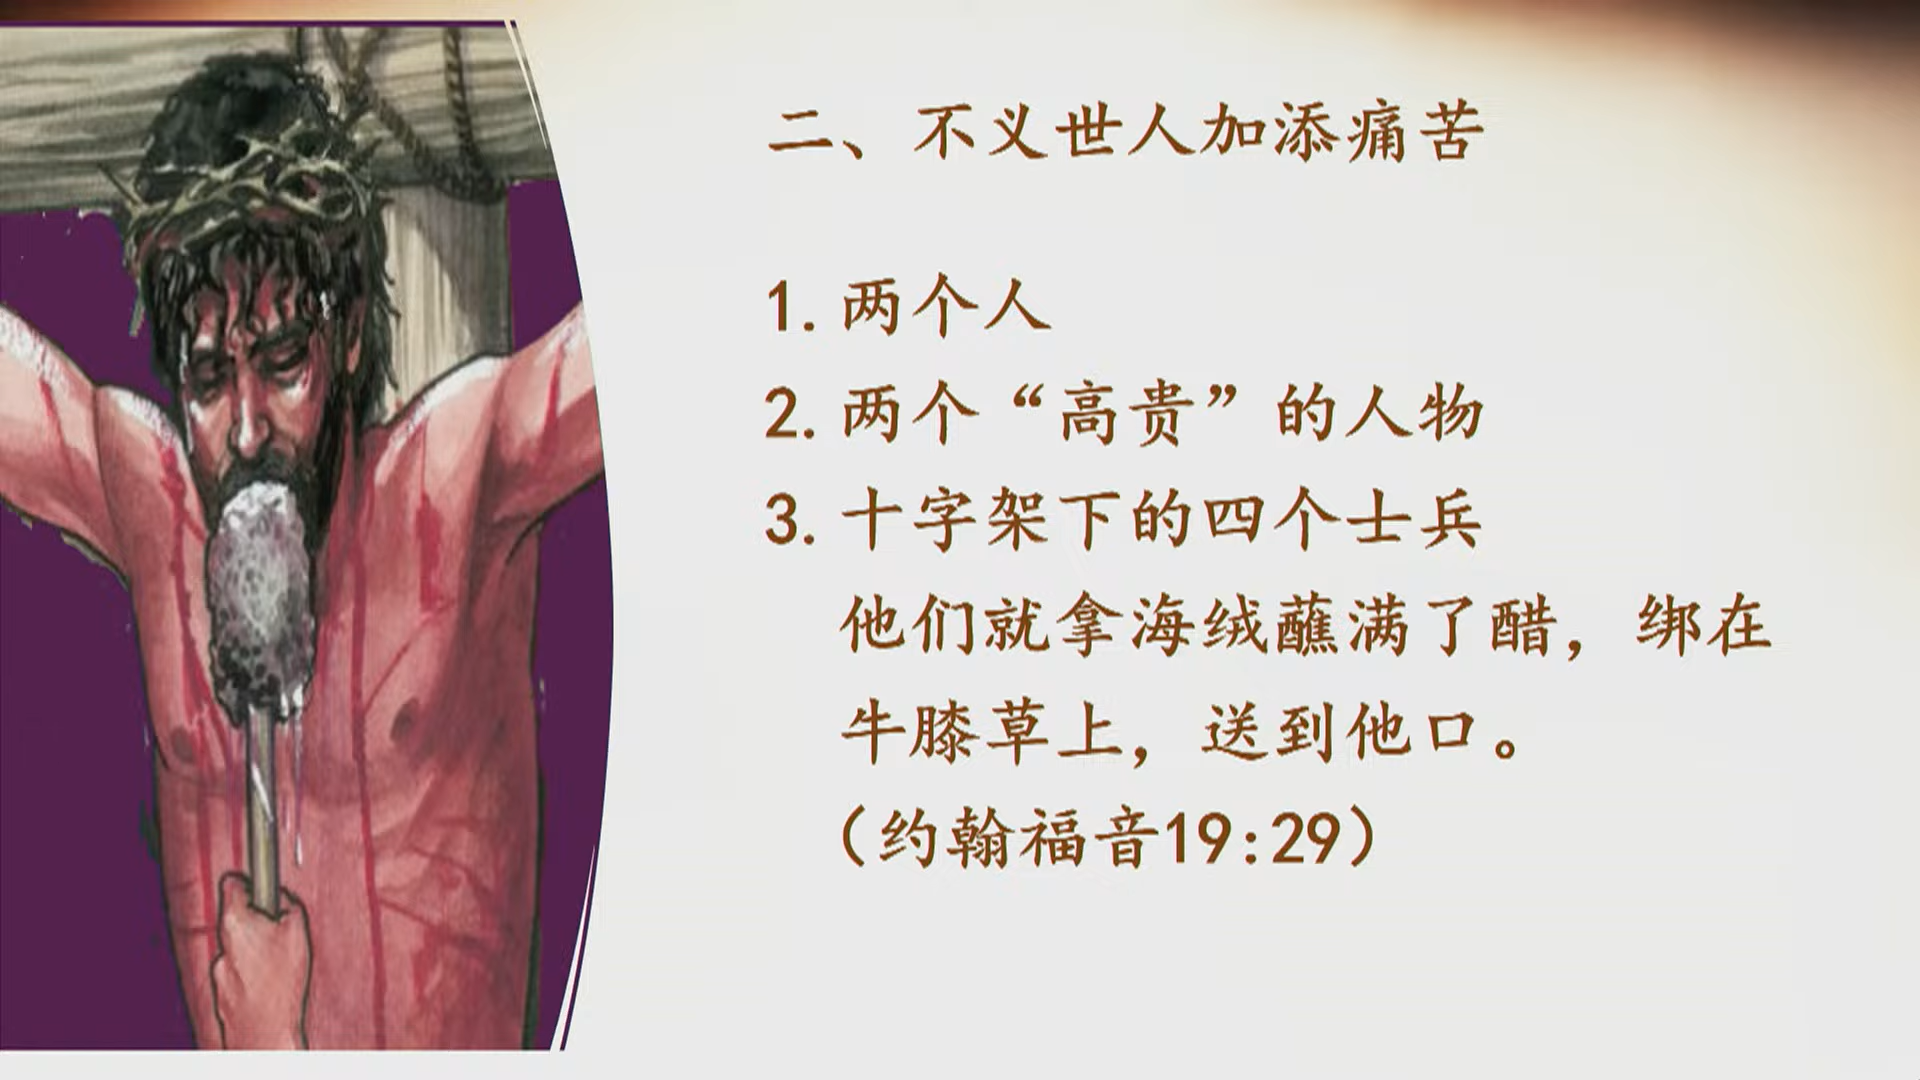 二、不义世人加添痛苦
1. 两个人
2. 两个“高贵”的人物
3. 十字架下的四个士兵
他们就拿海绒蘸满了醋，绑在
牛膝草上，送到他口。
（约翰福音19:29）